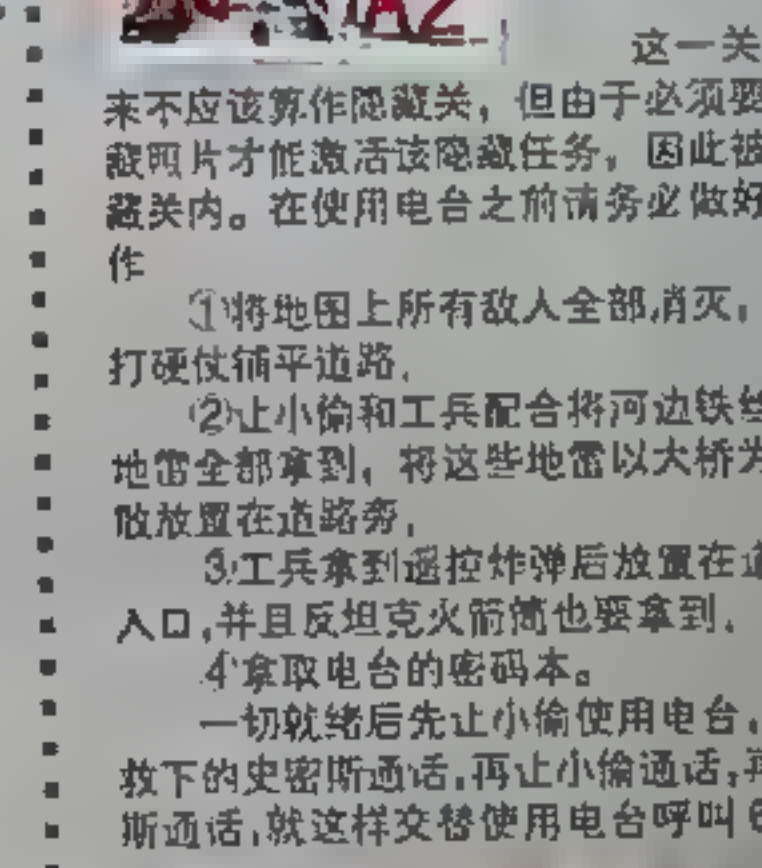 这一关
来不应该算作隐藏关，但由于必须要
藏照片才能激活该隐藏任务，因此被
藏关内。在使用电台之前请务必做好
作
①将地图上所有敌人全部消灭，
打硬仗铺平道路，
②让小偷和工兵配合将河边铁丝
地雷全部拿到，将这些地雷以大桥为
散放置在道路旁，
③工兵拿到遥控炸弹后放置在道
入口，并且反坦克火箭筒也要拿到，
④拿取电台的密码本。
一切就绪后先让小偷使用电台，
救下的史密斯通话，再让小偷通话，再
斯通话，就这样交替使用电台呼叫6